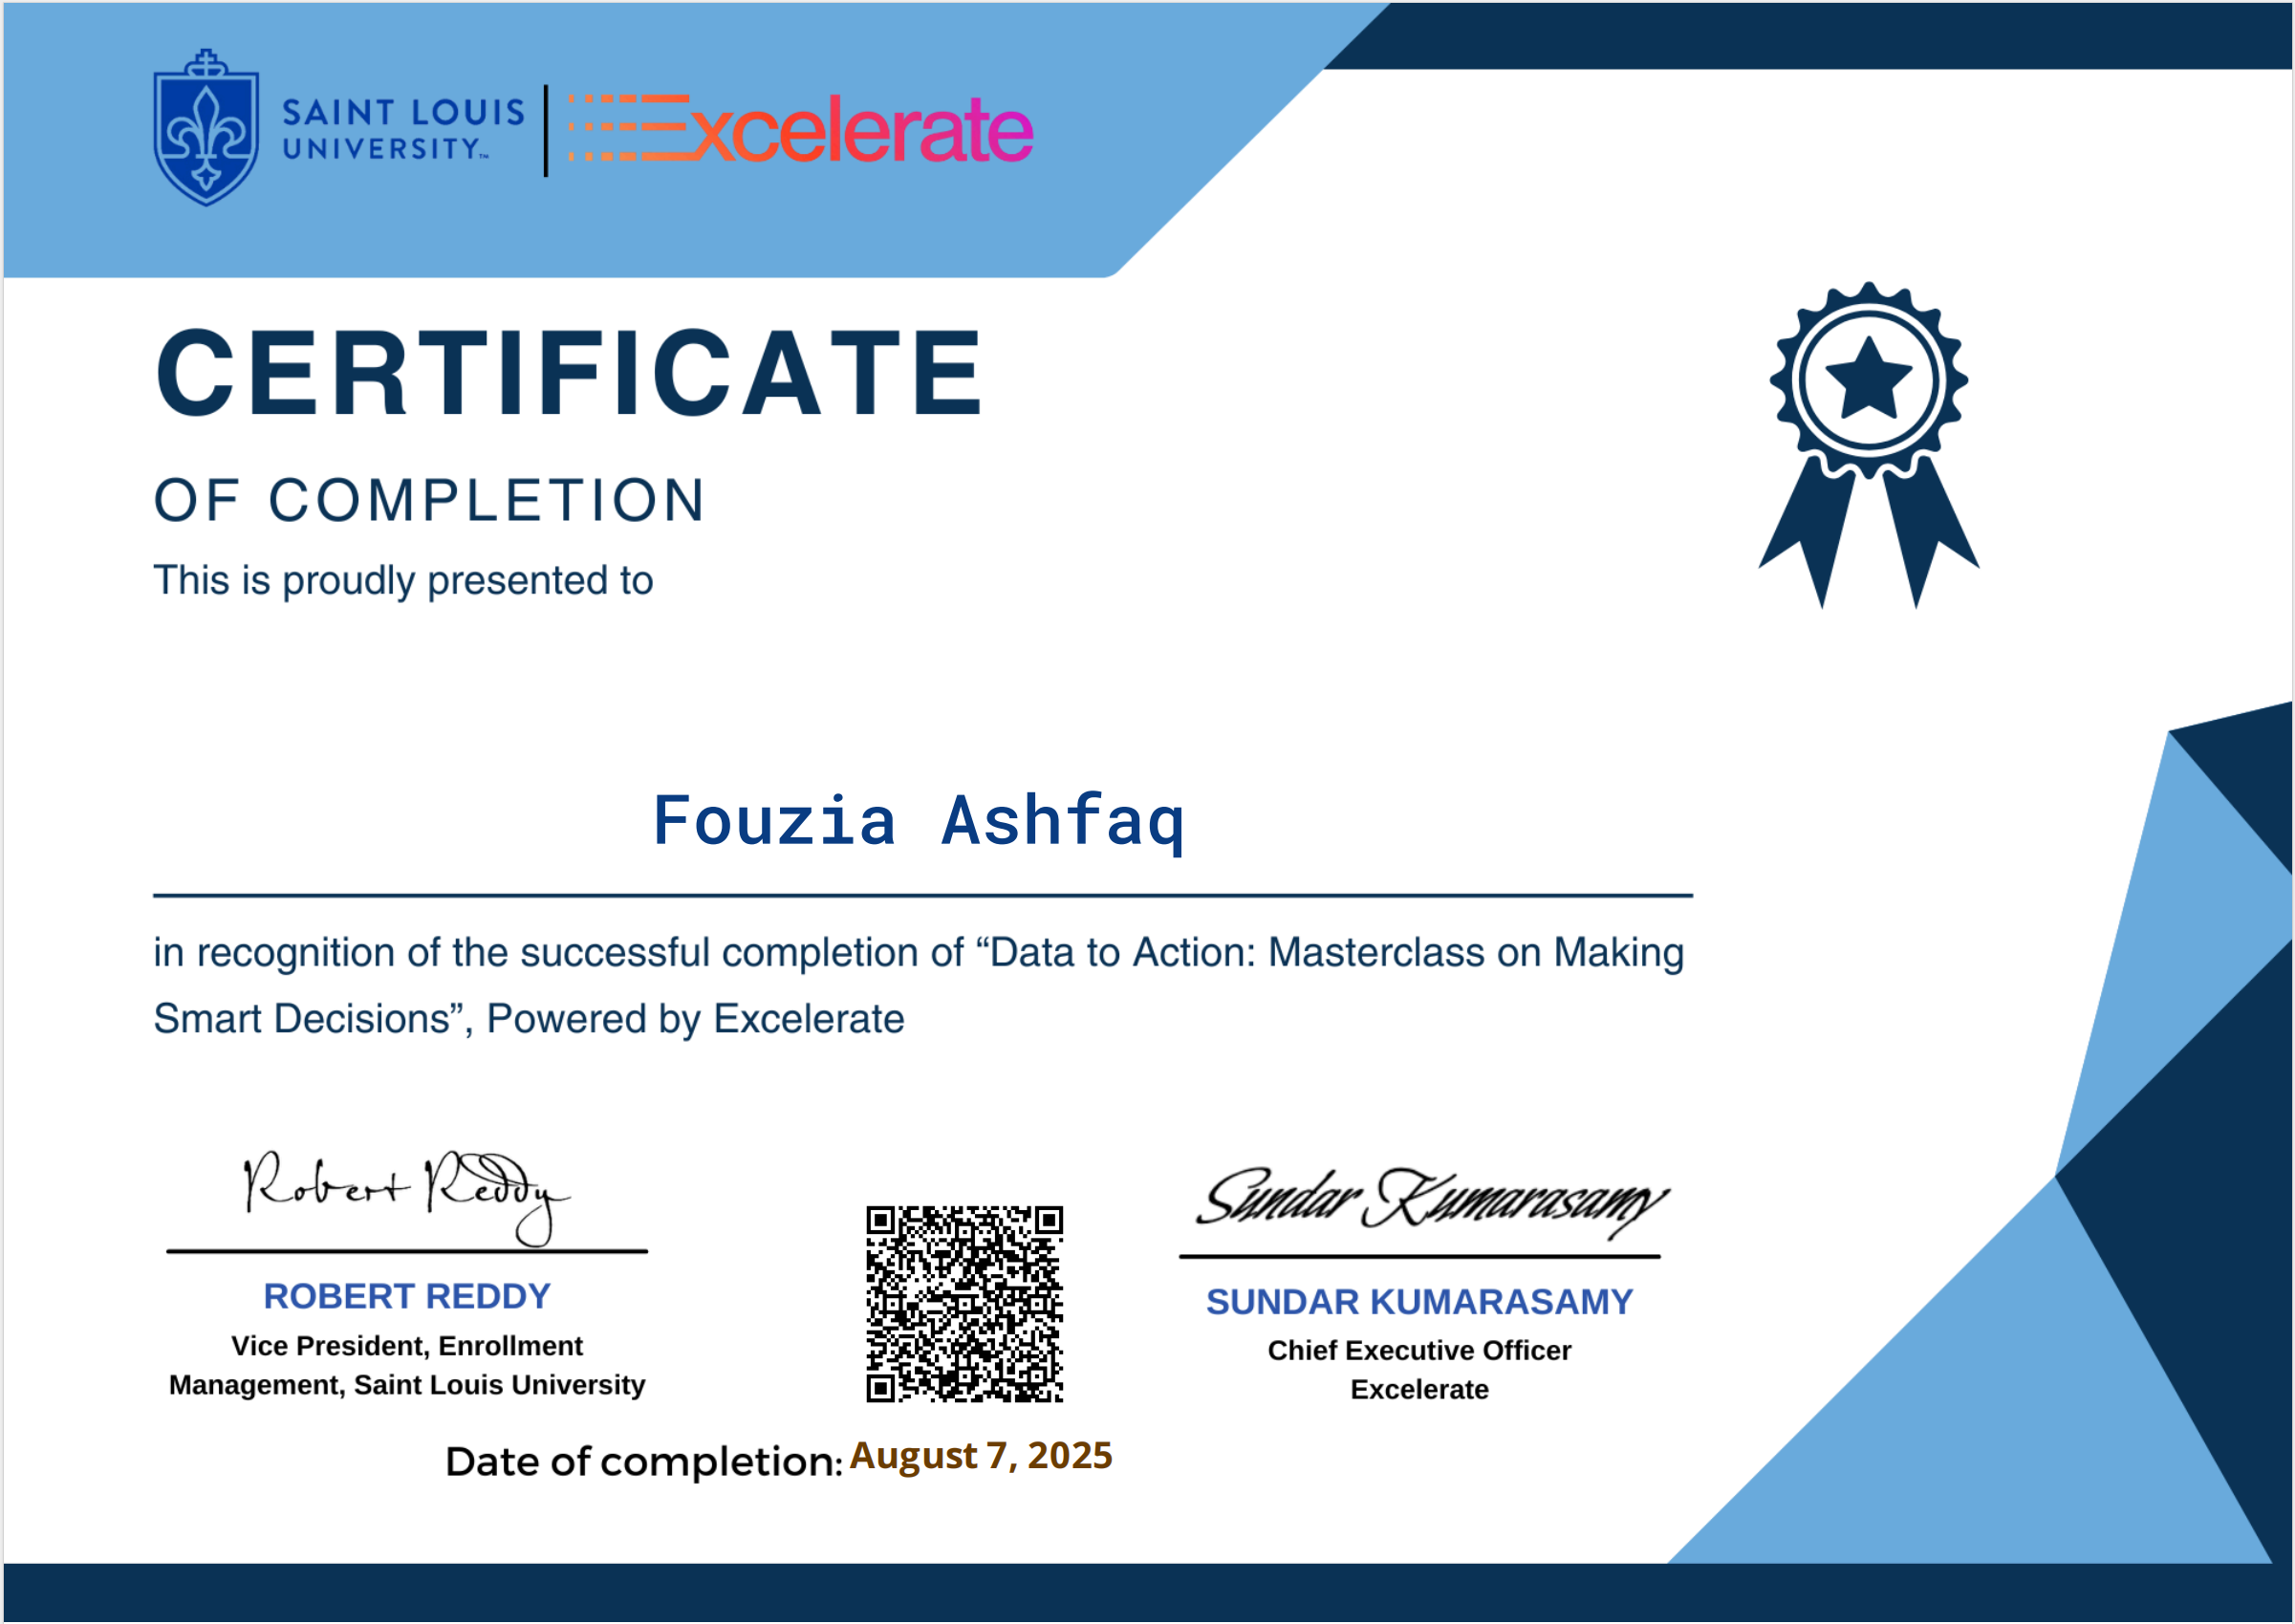 SAINT LOUIS
UNIVERSITY™
Excelerate
CERTIFICATE
OF COMPLETION
This is proudly presented to
Fouzia Ashfaq
in recognition of the successful completion of “Data to Action: Masterclass on Making
Smart Decisions”, Powered by Excelerate
Robert Reddy
ROBERT REDDY
Vice President, Enrollment
Management, Saint Louis University
Sundar Kumarasamy
SUNDAR KUMARASAMY
Chief Executive Officer
Excelerate
Date of completion: August 7, 2025